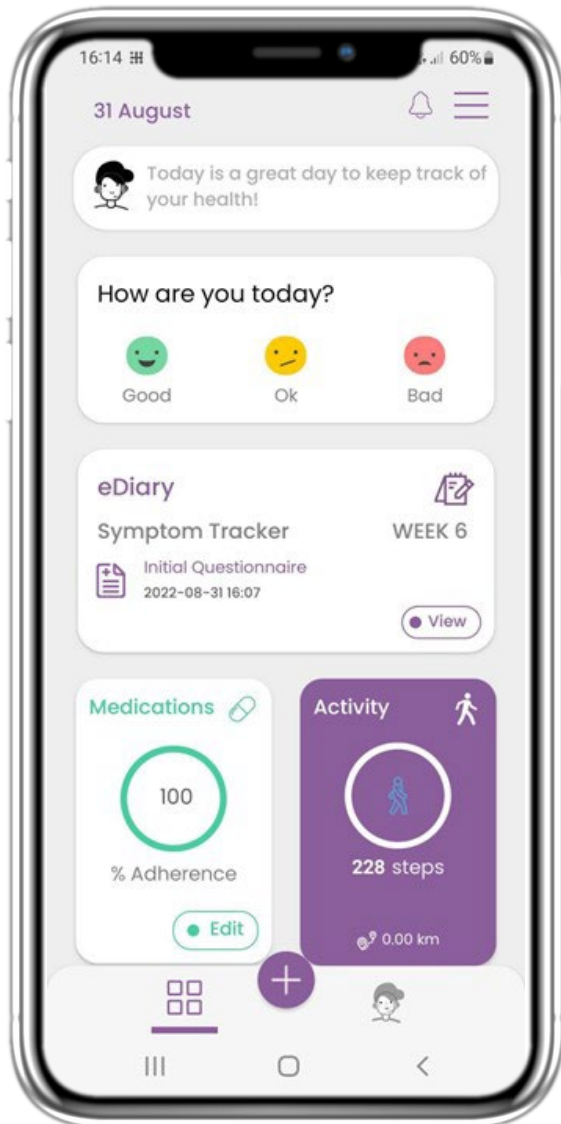 16:14
60%
31 August
Today is a great day to keep track of
your health!
How are you today?
Good Ok Bad
eDiary
Symptom Tracker WEEK 6
Initial Questionnaire
2022-08-31 16:07
View
Medications Activity
100
% Adherence
228 steps
Edit
0.00 km